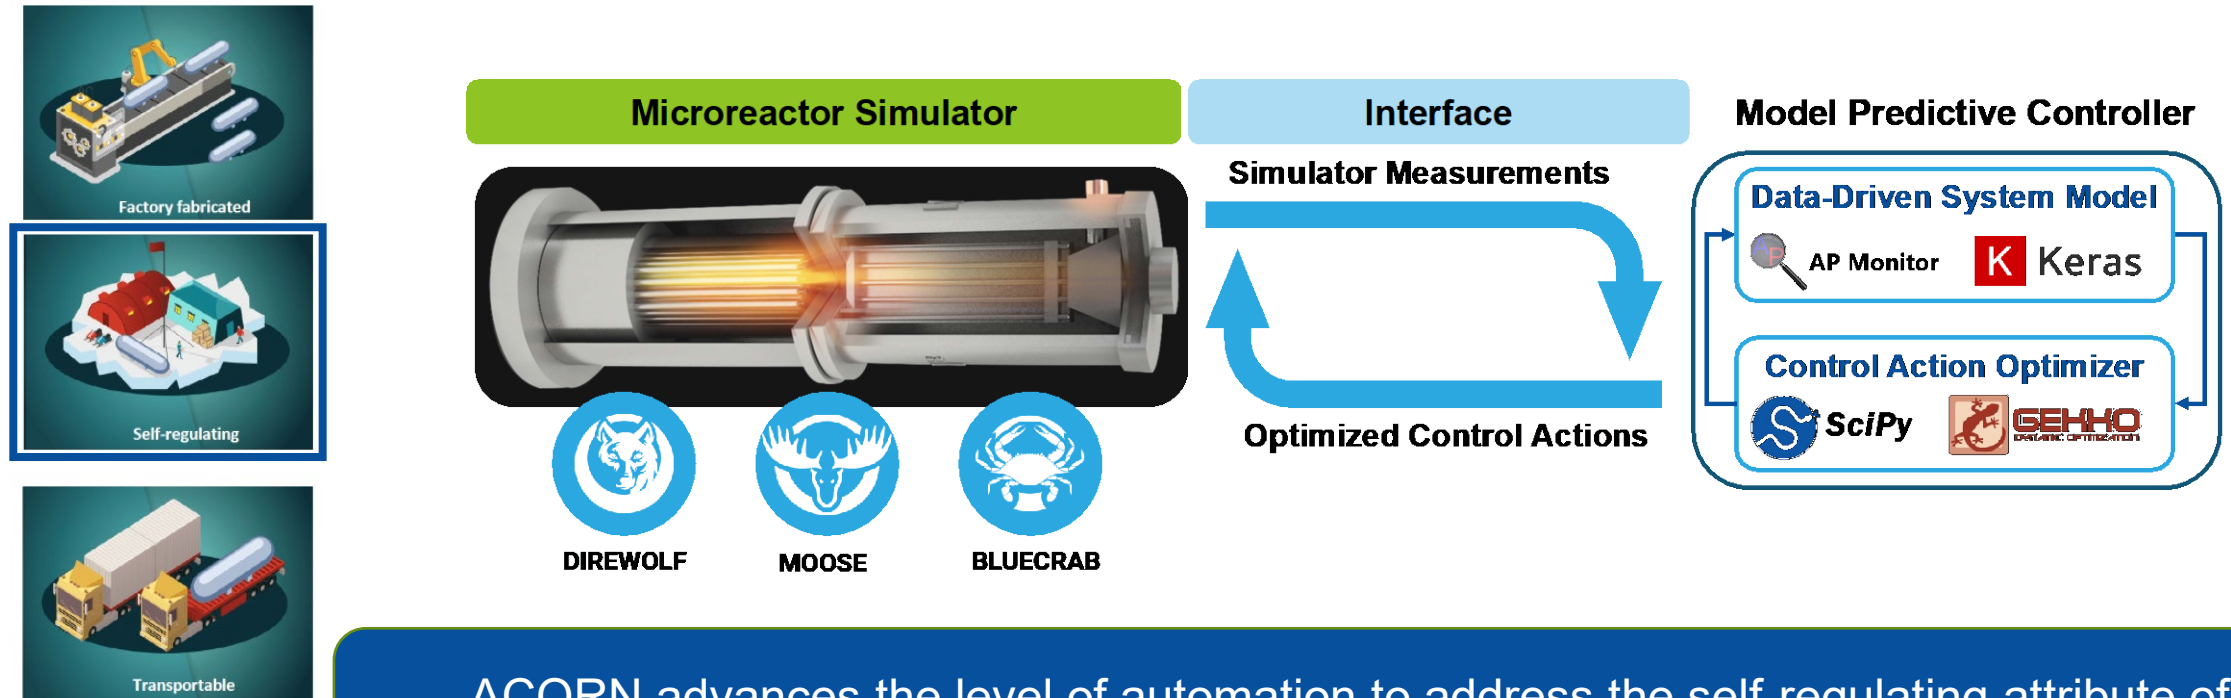 Factory fabricated
Self-regulating
Transportable
Microreactor Simulator
Interface
Model Predictive Controller
Simulator Measurements
Optimized Control Actions
DIREWOLF
MOOSE
BLUECRAB
Data-Driven System Model
AP Monitor
K Keras
Control Action Optimizer
SciPy
GEKKO
DYNAMIC OPTIMIZATION
ACORN advances the level of automation to address the self-regulating attribute of